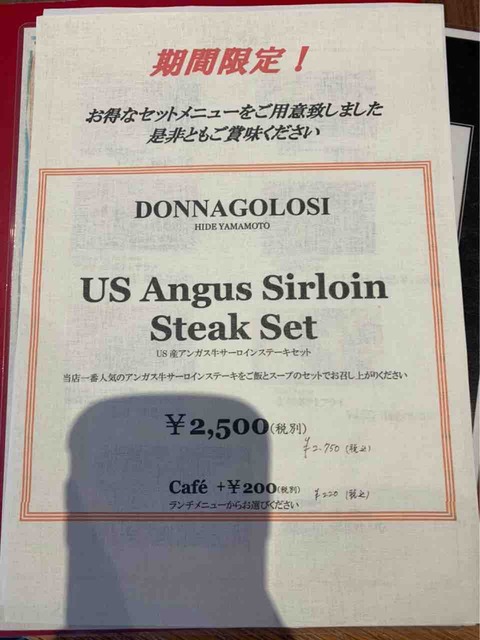 期間限定！
お得なセットメニューをご用意致しました
是非ともご賞味ください
DONNAGOLOSI
HIDE YAMAMOTO
US Angus Sirloin
Steak Set
US 産アンガス牛サーロインステーキセット
当店一番人気のアンガス牛サーロインステーキをご飯とスープのセットでお召し上がりください
￥2,500(税別)
¥2.750 (税込)
Café +￥200(税別)
¥220 (税込)
ランチメニューからお選びください